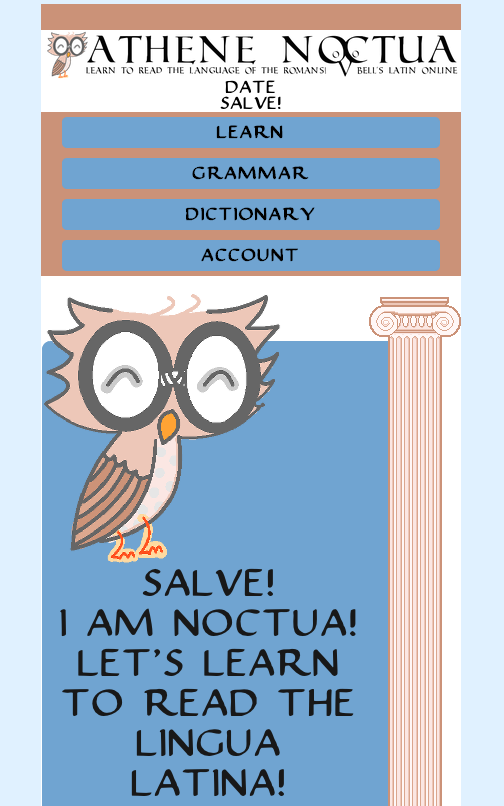 ATHENE NOCTUA
LEARN TO READ THE LANGUAGE OF THE ROMANS! BELL'S LATIN ONLINE
DATE
SALVE!
LEARN
GRAMMAR
DICTIONARY
ACCOUNT
SALVE!
I AM NOCTUA!
LET'S LEARN
TO READ THE
LINGUA
LATINA!